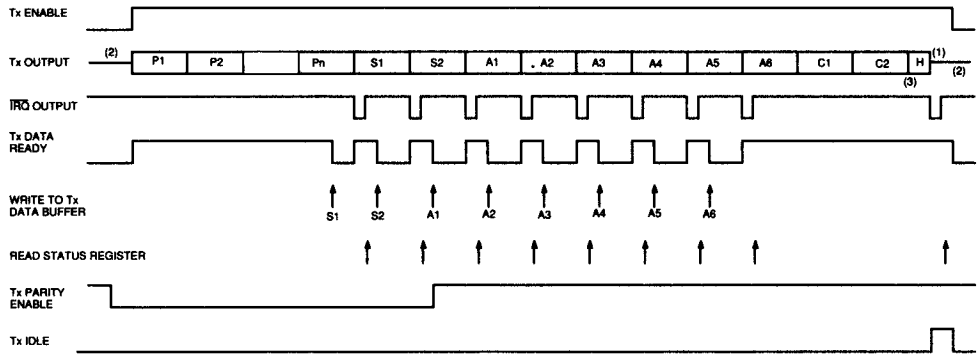 Tx ENABLE
Tx OUTPUT
(2) P1 P2 Pn S1 S2 A1 A2 A3 A4 A5 A6 C1 C2 H (1)
(3) (2)
IRQ OUTPUT
Tx DATA
READY
WRITE TO Tx
DATA BUFFER
S1 S2 A1 A2 A3 A4 A5 A6
READ STATUS REGISTER
Tx PARITY
ENABLE
Tx IDLE